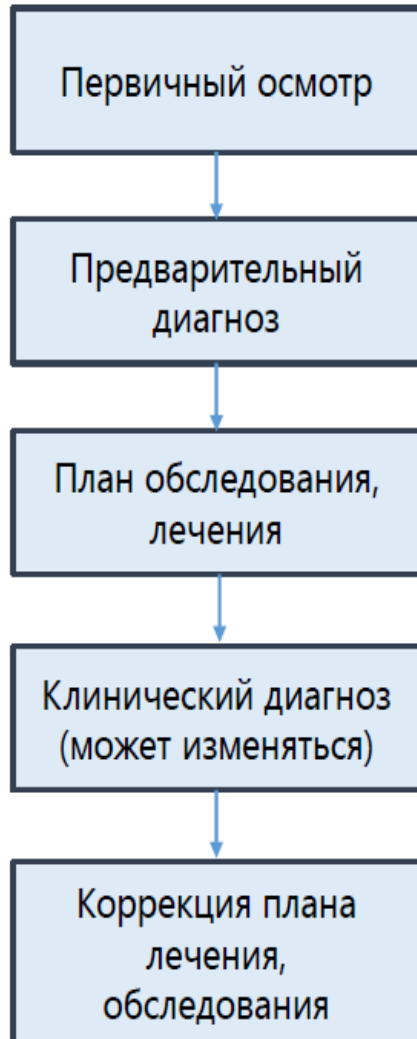 Первичный осмотр
Предварительный
диагноз
План обследования,
лечения
Клинический диагноз
(может изменяться)
Коррекция плана
лечения,
обследования